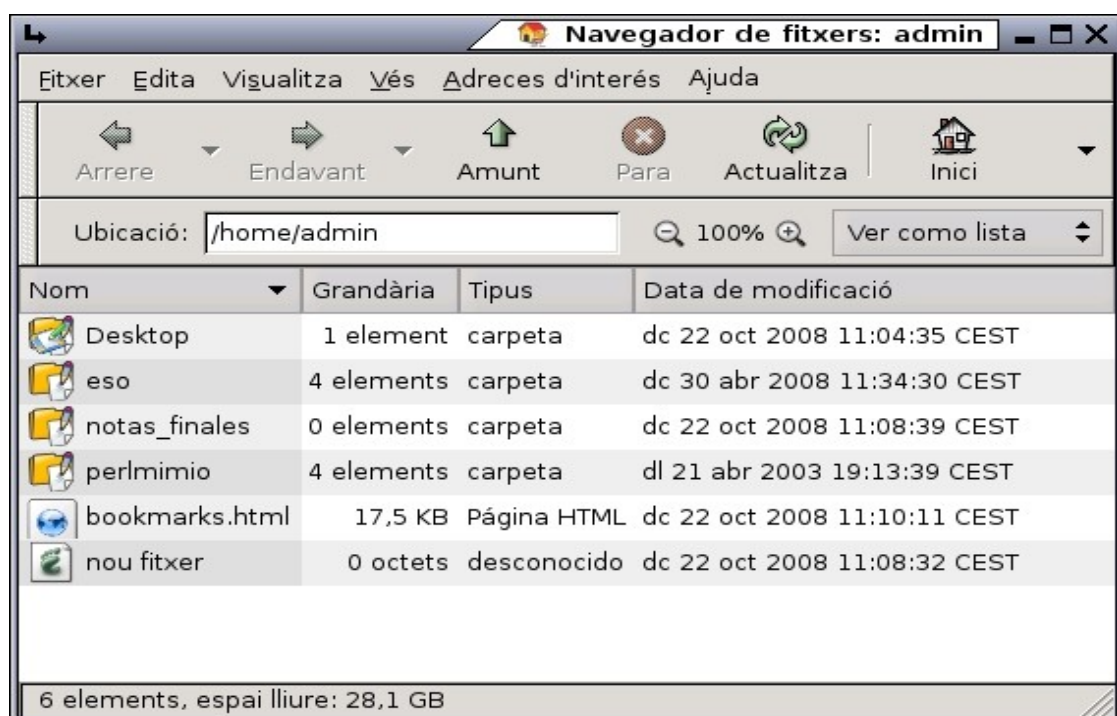 Navegador de fitxers: admin
Fitxer Edita Visualitza Vés Adreces d'interés Ajuda
Arrere Endavant Amunt Para Actualitza Inici
Ubicació: /home/admin 100% Ver como lista
Nom Grandària Tipus Data de modificació
Desktop 1 element carpeta dc 22 oct 2008 11:04:35 CEST
eso 4 elements carpeta dc 30 abr 2008 11:34:30 CEST
notas_finales 0 elements carpeta dc 22 oct 2008 11:08:39 CEST
perlmimio 4 elements carpeta dl 21 abr 2003 19:13:39 CEST
bookmarks.html 17,5 KB Página HTML dc 22 oct 2008 11:10:11 CEST
nou fitxer 0 octets desconocido dc 22 oct 2008 11:08:32 CEST
6 elements, espai lliure: 28,1 GB